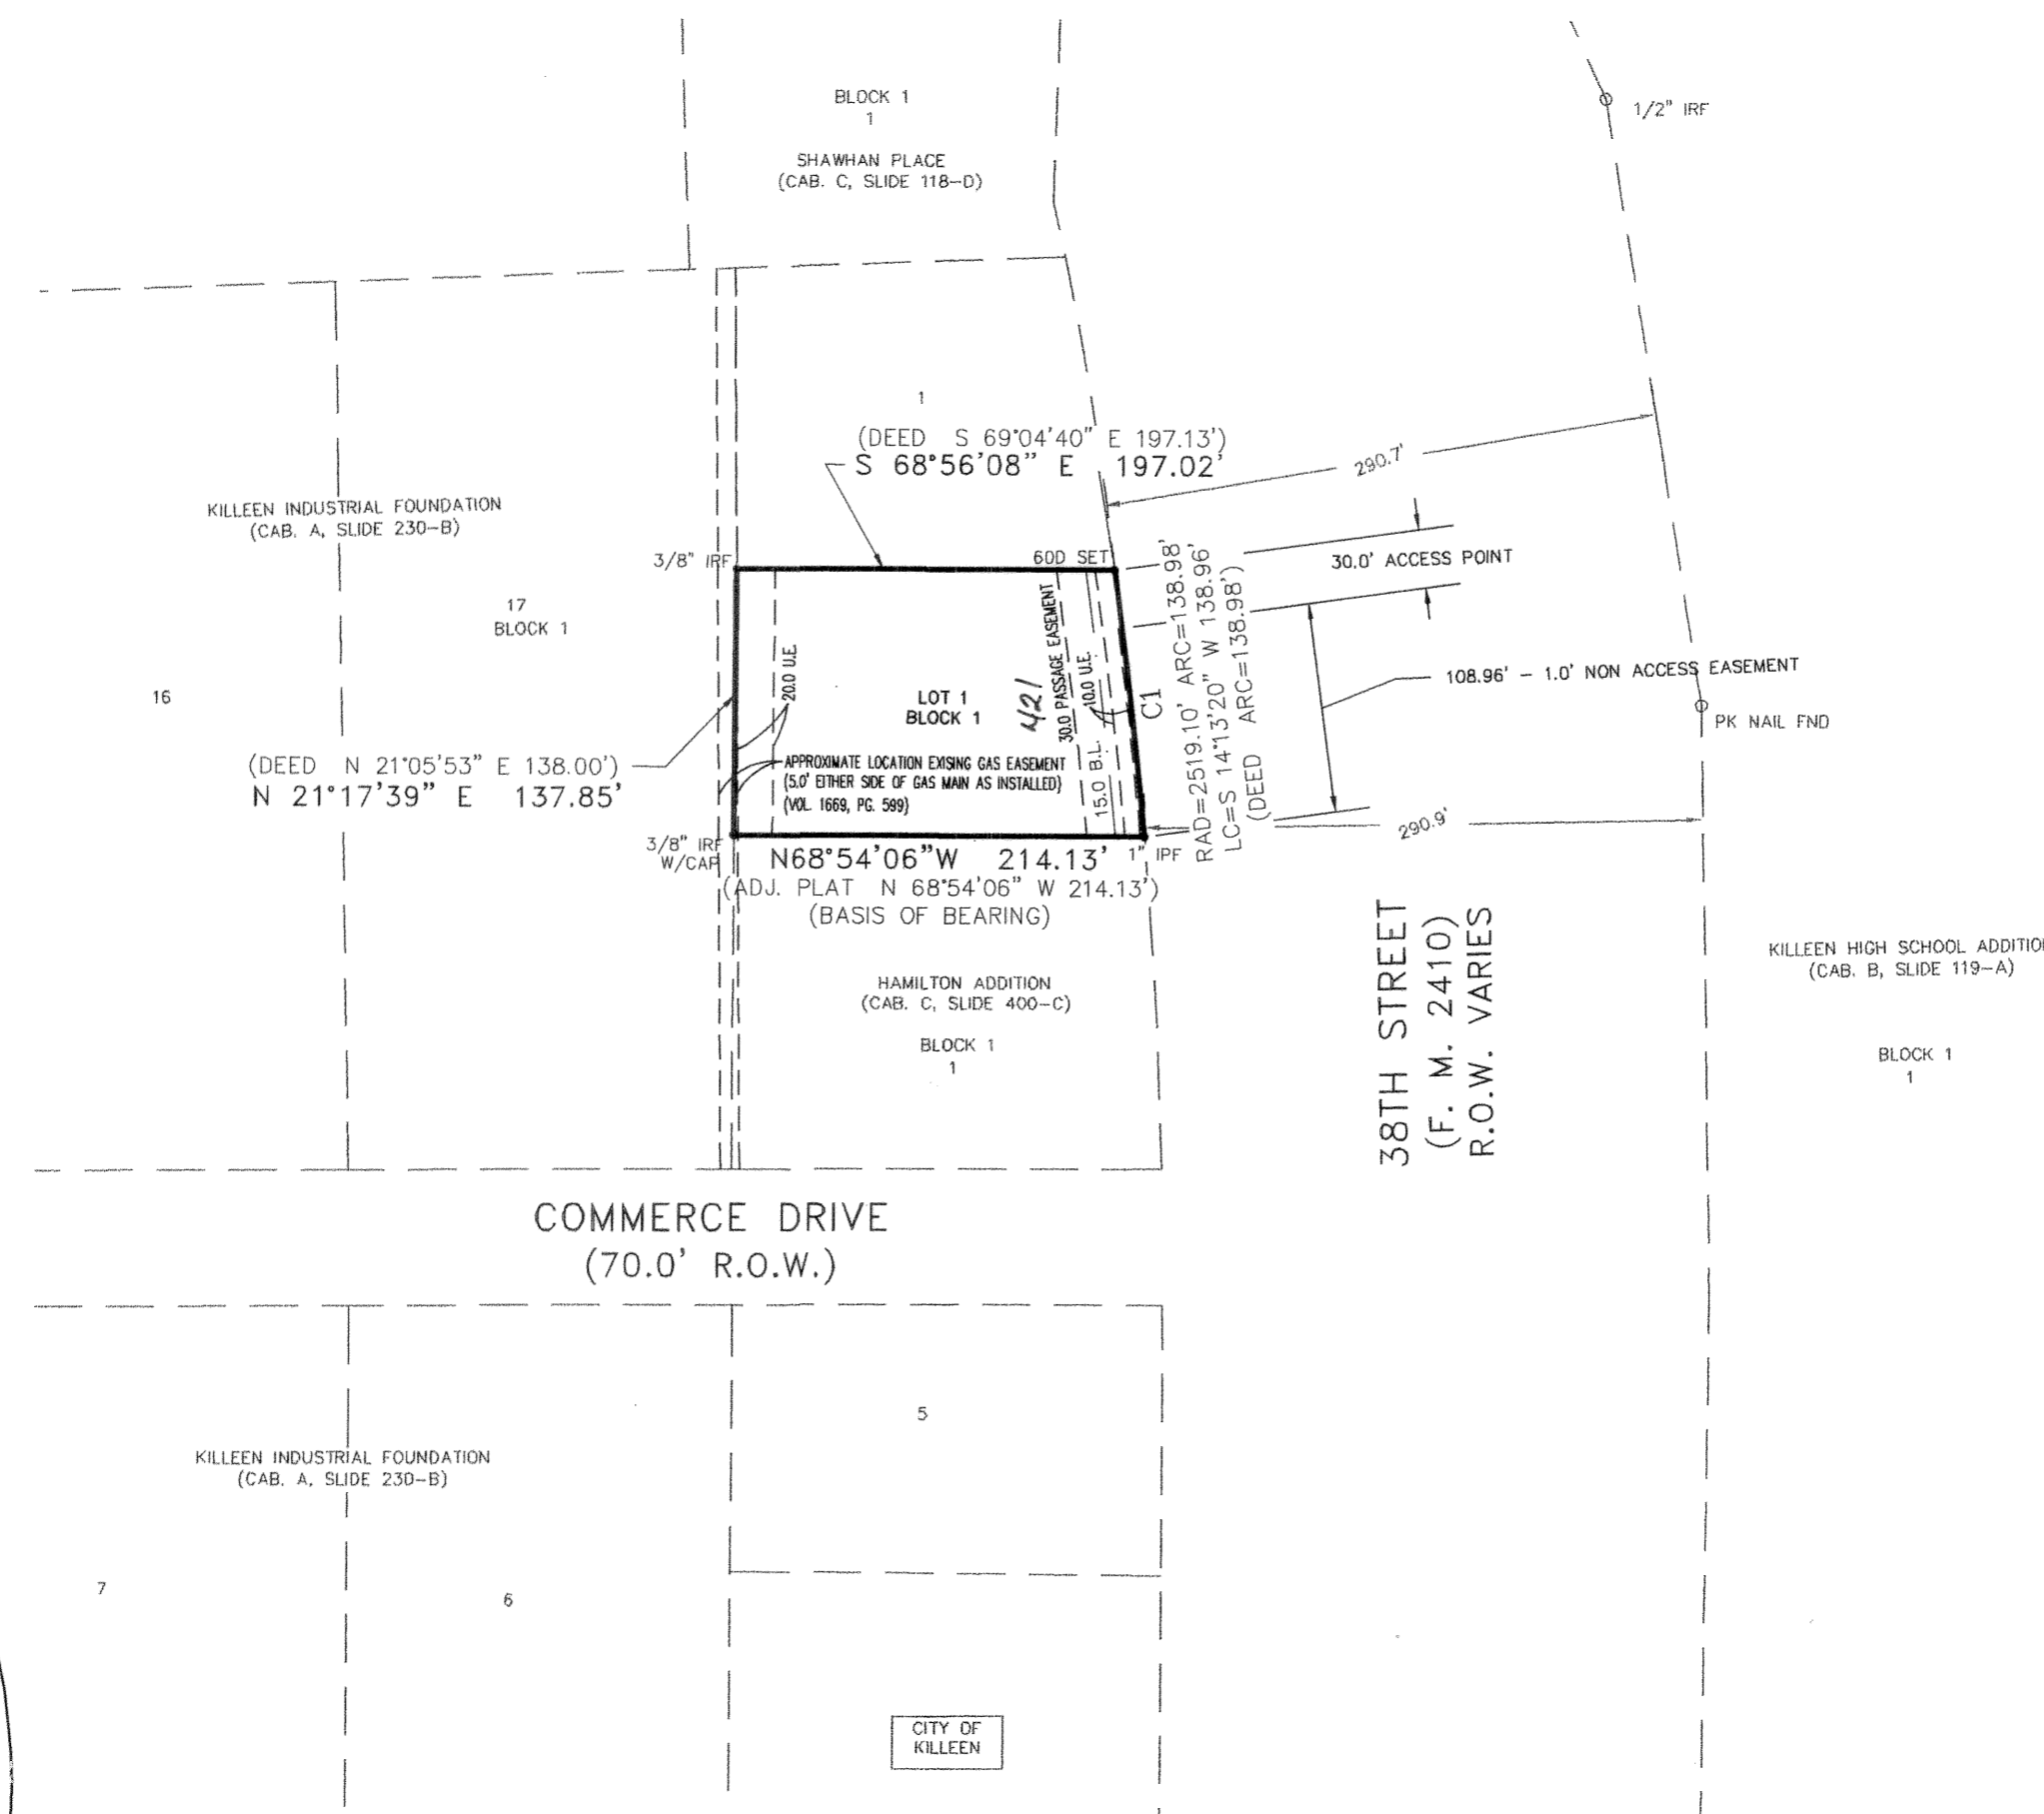 BLOCK 1
1
SHAWHAN PLACE
(CAB. C, SLIDE 118-D)
1/2" IRF
1
(DEED S 69°04'40" E 197.13')
S 68°56'08" E 197.02'
290.7'
KILLEEN INDUSTRIAL FOUNDATION
(CAB. A, SLIDE 230-B)
3/8" IRF
60D SET
30.0' ACCESS POINT
17
BLOCK 1
16
20.0 U.E.
LOT 1
BLOCK 1
421
30.0 PASSAGE EASEMENT
10.0 U.E.
15.0 B.L.
C1
RAD=2519.10' ARC=138.98'
LC=S 14°13'20" W 138.96'
(DEED ARC=138.98')
108.96' - 1.0' NON ACCESS EASEMENT
PK NAIL FND
(DEED N 21°05'53" E 138.00')
N 21°17'39" E 137.85'
APPROXIMATE LOCATION EXISING GAS EASEMENT
(5.0' EITHER SIDE OF GAS MAIN AS INSTALLED)
(VOL. 1669, PG. 599)
290.9'
3/8" IRF
W/CAP
N68°54'06"W 214.13'
1" IPF
(ADJ. PLAT N 68°54'06" W 214.13')
(BASIS OF BEARING)
38TH STREET
(F. M. 2410)
R.O.W. VARIES
KILLEEN HIGH SCHOOL ADDITION
(CAB. B, SLIDE 119-A)
BLOCK 1
1
HAMILTON ADDITION
(CAB. C, SLIDE 400-C)
BLOCK 1
1
COMMERCE DRIVE
(70.0' R.O.W.)
5
KILLEEN INDUSTRIAL FOUNDATION
(CAB. A, SLIDE 230-B)
7
6
CITY OF
KILLEEN